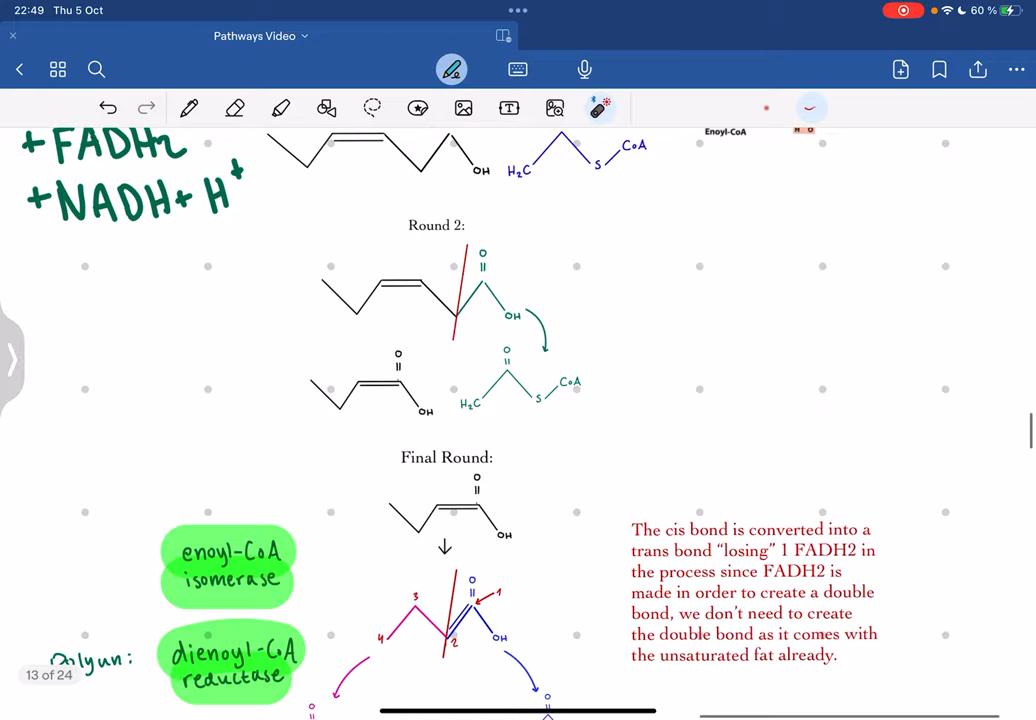 22:49 Thu 5 Oct
60 %
Pathways Video
+FADH2
+NADH+ H+
OH
H₂C
S
CoA
Enoyl-CoA
H O
Round 2:
O
OH
O
OH
O
H₂C
S
CoA
Final Round:
O
OH
enoyl-CoA
isomerase
The cis bond is converted into a
trans bond “losing” 1 FADH2 in
the process since FADH2 is
made in order to create a double
bond, we don’t need to create
the double bond as it comes with
the unsaturated fat already.
O
1
3
4
2
OH
dienoyl-CoA
reductase
Polyun:
13 of 24
O
O